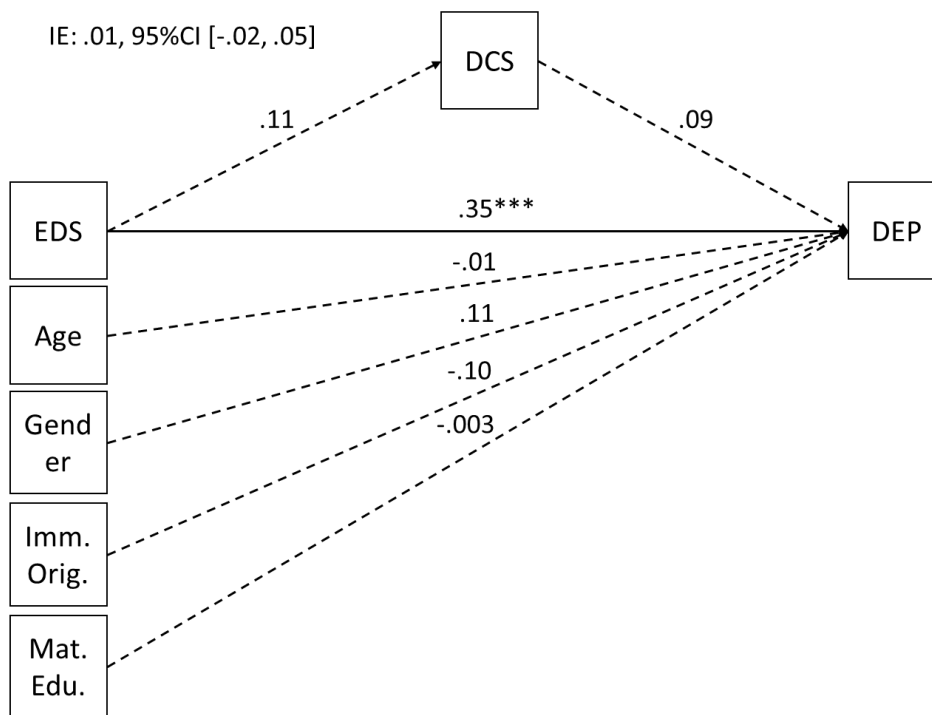 IE: .01, 95%CI [-.02, .05]
DCS
.11
.09
EDS
.35***
DEP
-.01
Age
.11
-.10
Gend
er
-.003
Imm.
Orig.
Mat.
Edu.